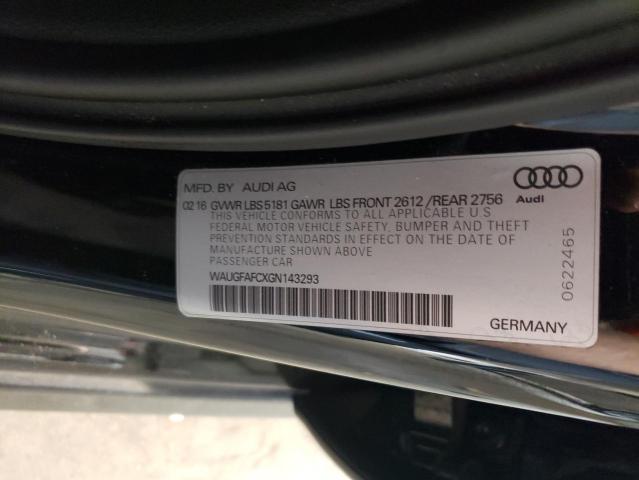 MFD. BY AUDI AG
02 16 GVWR LBS 5181 GAWR LBS FRONT 2612 /REAR 2756
THIS VEHICLE CONFORMS TO ALL APPLICABLE U S
FEDERAL MOTOR VEHICLE SAFETY, BUMPER AND THEFT
PREVENTION STANDARDS IN EFFECT ON THE DATE OF
MANUFACTURE SHOWN ABOVE
PASSENGER CAR
WAUGFAFCXGN143293
Audi
0622465
GERMANY